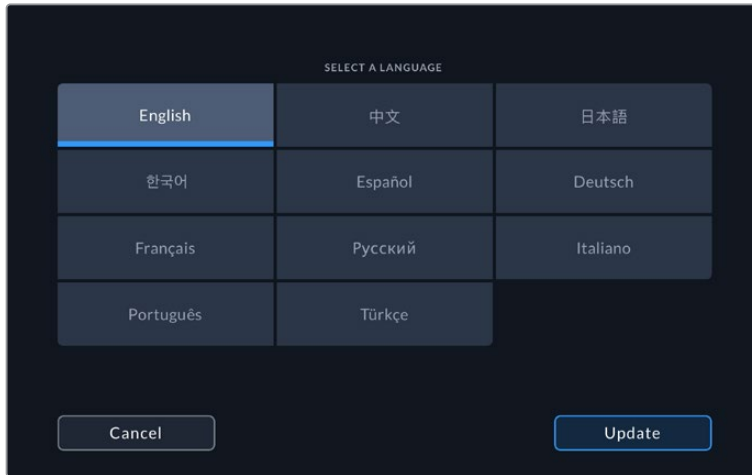 SELECT A LANGUAGE
English
中文
日本語
한국어
Español
Deutsch
Français
Русский
Italiano
Português
Türkçe
Cancel
Update